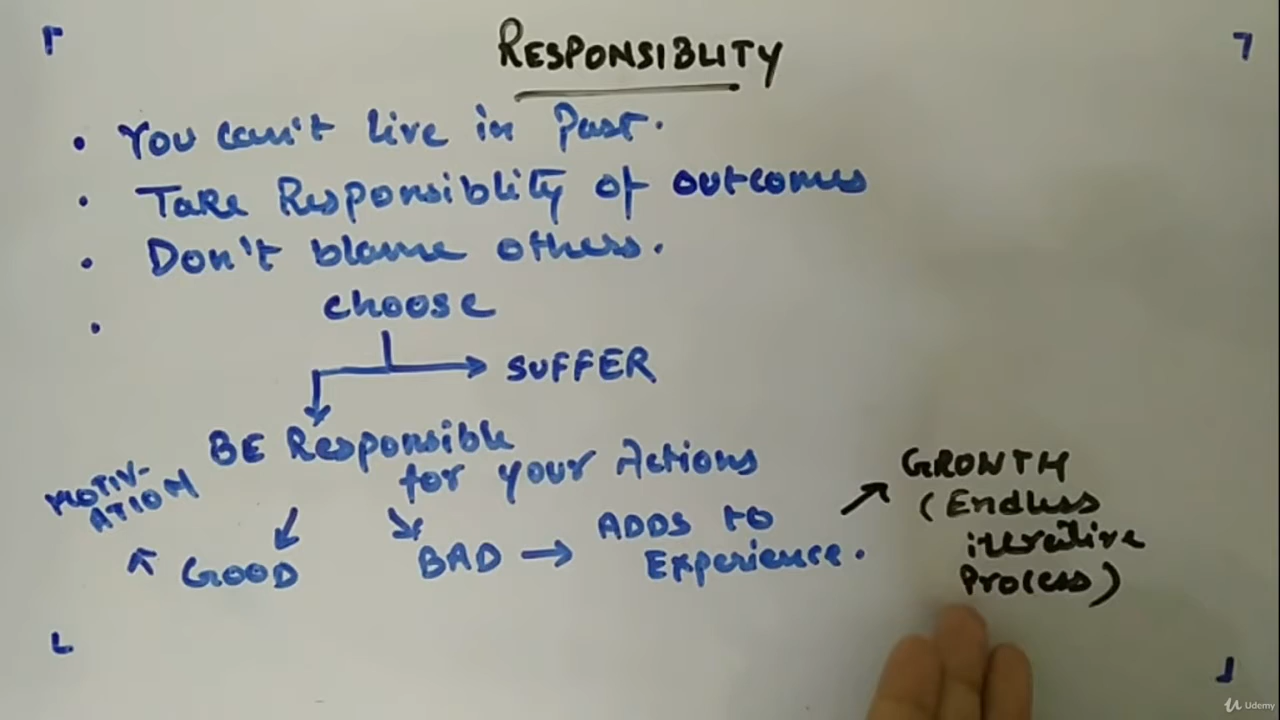 RESPONSIBLITY
• You can't live in Past.
• Take Responsiblity of outcomes
• Don't blame others.
•
choose
SUFFER
BE Responsible
for your Actions
MOTIV-
ATION
GOOD
BAD → ADDS to
Experience.
GROWTH
(Endless
iterative
Process)
Udemy